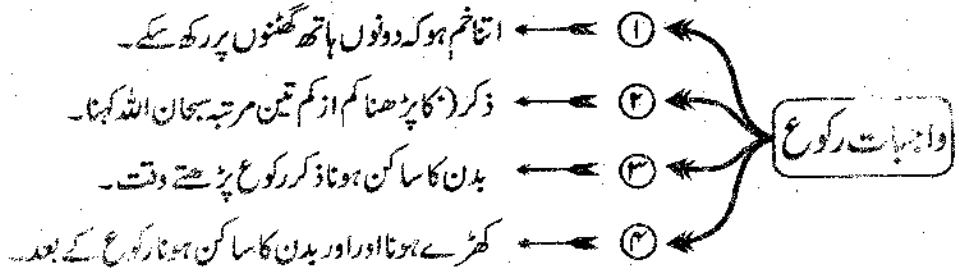 واجبات رکوع
① اتنا خم ہو کہ دونوں ہاتھ گھٹنوں پر رکھ سکے۔
② ذکر (کا پڑھنا کم از کم تین مرتبہ سبحان اللہ کہنا۔
③ بدن کا ساکن ہونا ذکر رکوع پڑھتے وقت۔
④ کھڑے ہونا اور اور بدن کا ساکن ہونا رکوع کے بعد۔